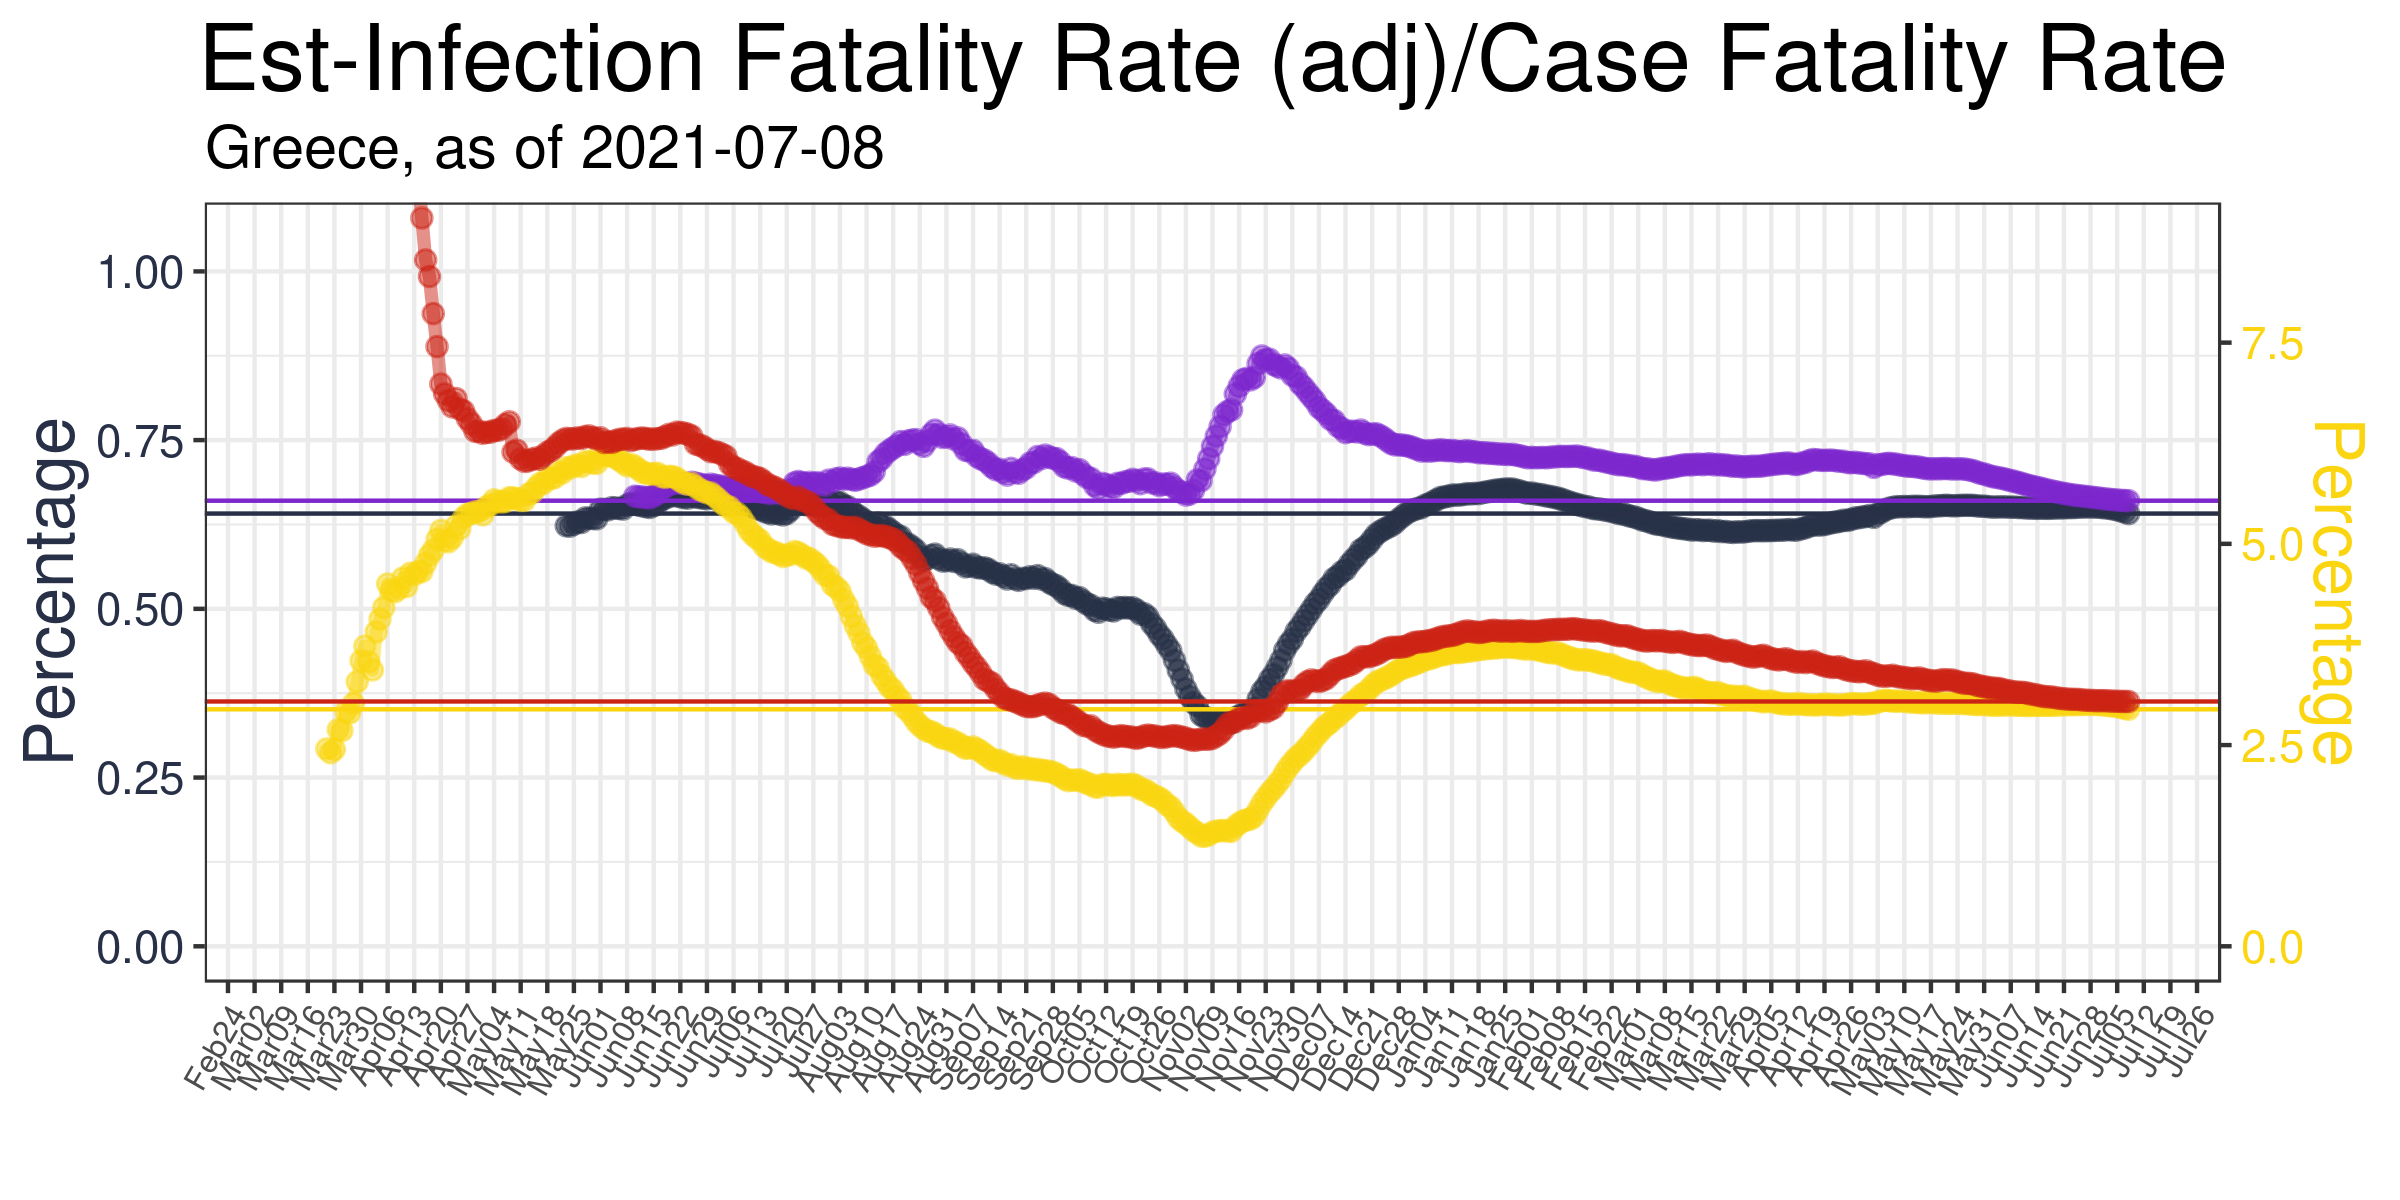 Est-Infection Fatality Rate (adj)/Case Fatality Rate
Greece, as of 2021-07-08
Percentage
1.00
0.75
0.50
0.25
0.00
7.5
5.0
2.5
0.0
Percentage
Feb24
Mar02
Mar09
Mar16
Mar23
Mar30
Apr06
Apr13
Apr20
Apr27
May04
May11
May18
May25
Jun01
Jun08
Jun15
Jun22
Jun29
Jul06
Jul13
Jul20
Jul27
Aug03
Aug10
Aug17
Aug24
Aug31
Sep07
Sep14
Sep21
Sep28
Oct05
Oct12
Oct19
Oct26
Nov02
Nov09
Nov16
Nov23
Nov30
Dec07
Dec14
Dec21
Dec28
Jan04
Jan11
Jan18
Jan25
Feb01
Feb08
Feb15
Feb22
Mar01
Mar08
Mar15
Mar22
Mar29
Apr05
Apr12
Apr19
Apr26
May03
May10
May17
May24
May31
Jun07
Jun14
Jun21
Jun28
Jul05
Jul12
Jul19
Jul26